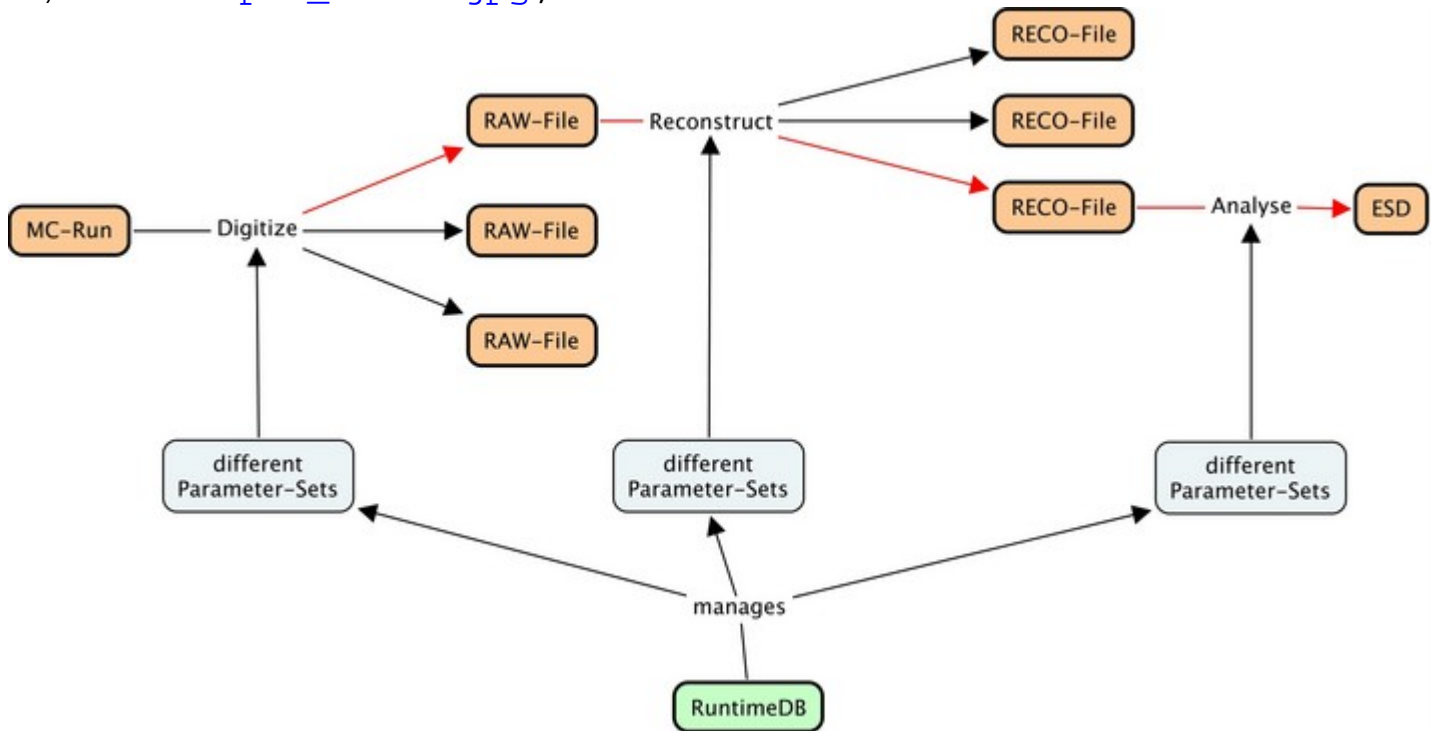 RECO-File
RAW-File
Reconstruct
RECO-File
MC-Run
Digitize
RAW-File
RECO-File
Analyse
ESD
RAW-File
different
Parameter-Sets
different
Parameter-Sets
different
Parameter-Sets
manages
RuntimeDB